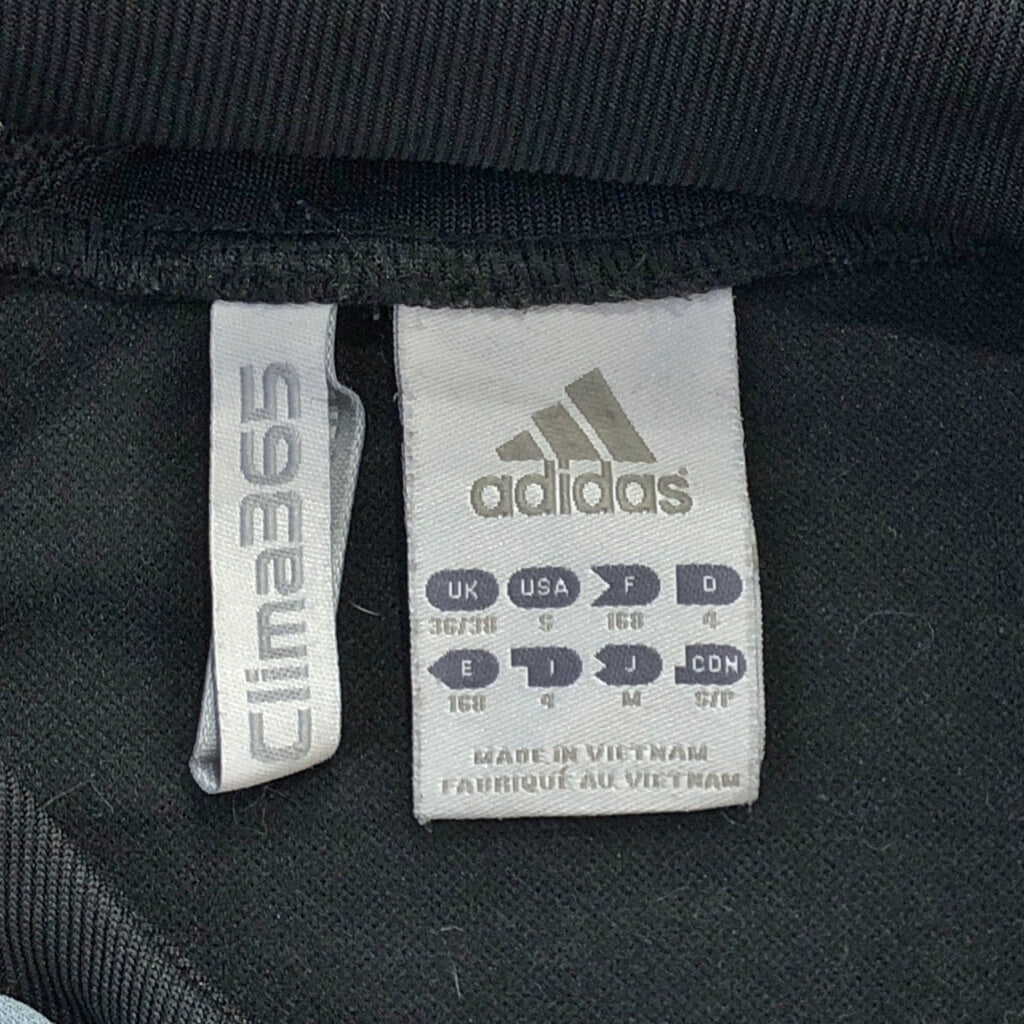 Clima365
adidas
UK USA F D
36/38 S 168 4
E I J CDN
168 4 M S/P
MADE IN VIETNAM
FABRIQUÉ AU VIETNAM